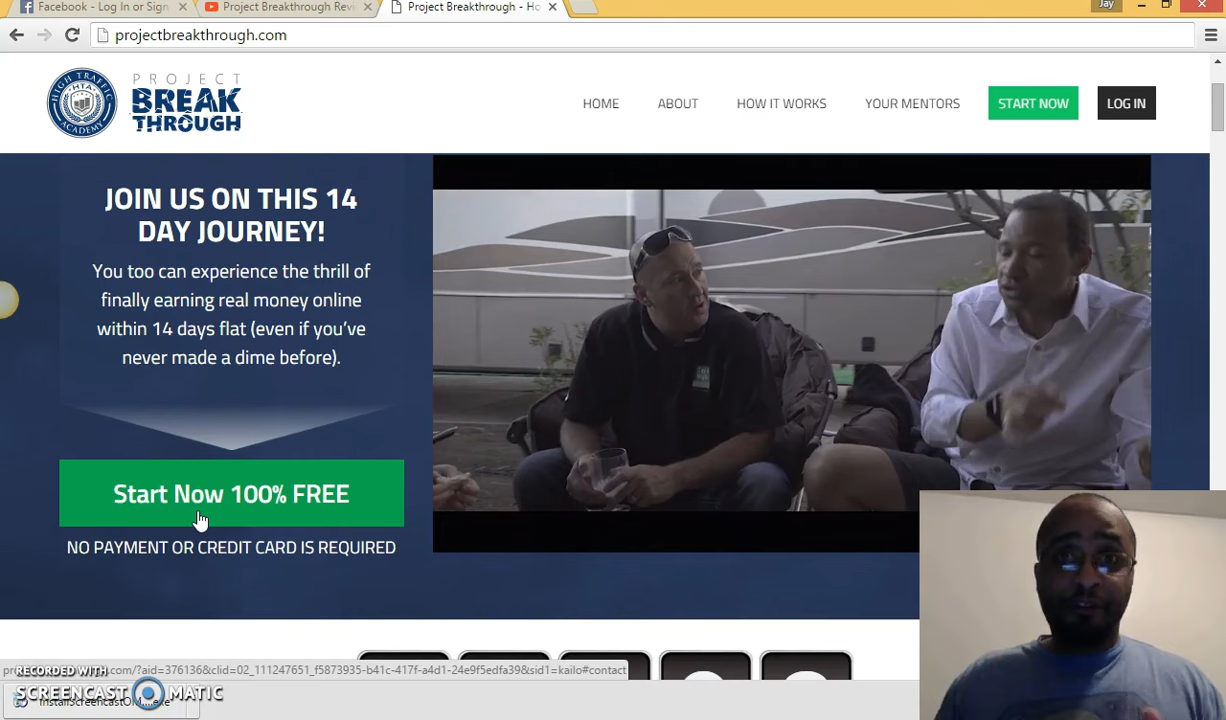 Facebook - Log In or Sign
Project Breakthrough Rev
Project Breakthrough - Ho
Jay
projectbreakthrough.com
HIGH TRAFFIC
HTA
ACADEMY
PROJECT
BREAK
THROUGH
HOME
ABOUT
HOW IT WORKS
YOUR MENTORS
START NOW
LOG IN
JOIN US ON THIS 14
DAY JOURNEY!
You too can experience the thrill of
finally earning real money online
within 14 days flat (even if you've
never made a dime before).
Start Now 100% FREE
NO PAYMENT OR CREDIT CARD IS REQUIRED
.com/?aid=376136&clid=02_111247651_f5873935-b41c-417f-a4d1-24e9f5edfa39&sid1=kailo#contact
RECORDED WITH
SCREENCAST MATIC